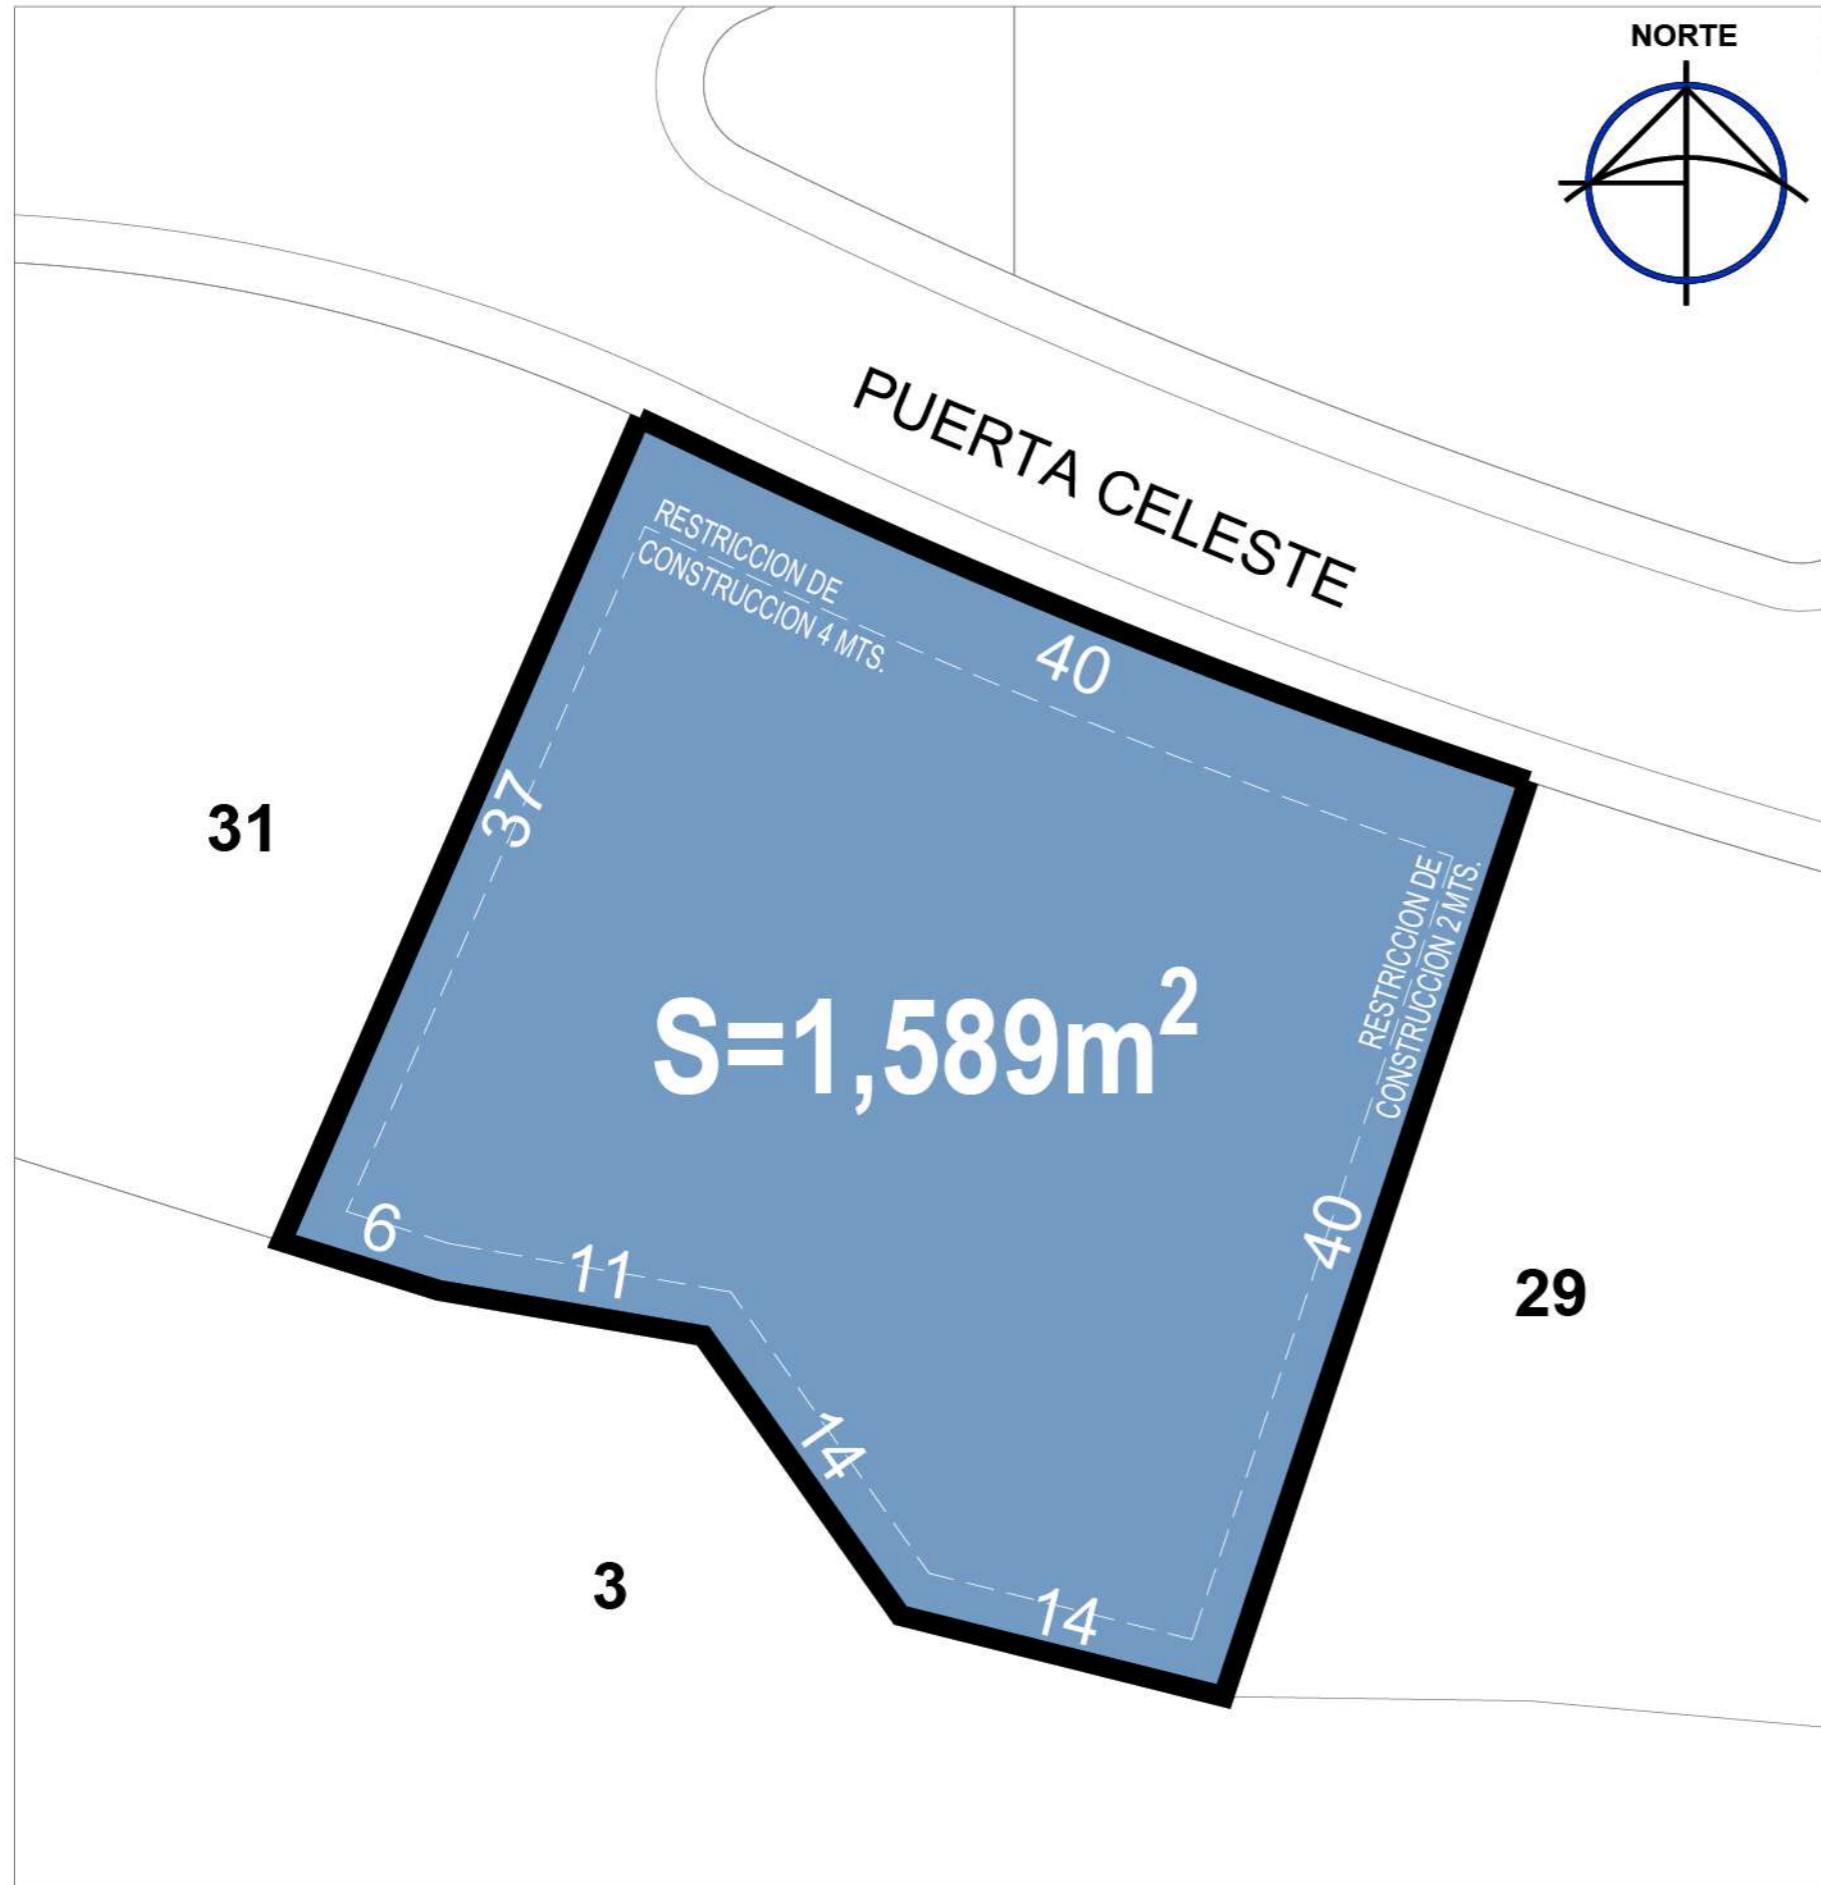 NORTE
PUERTA CELESTE
RESTRICCION DE
CONSTRUCCION 4 MTS.
40
37
31
RESTRICCION DE
CONSTRUCCION 2 MTS.
S=1,589m²
40
6
11
29
14
3
14